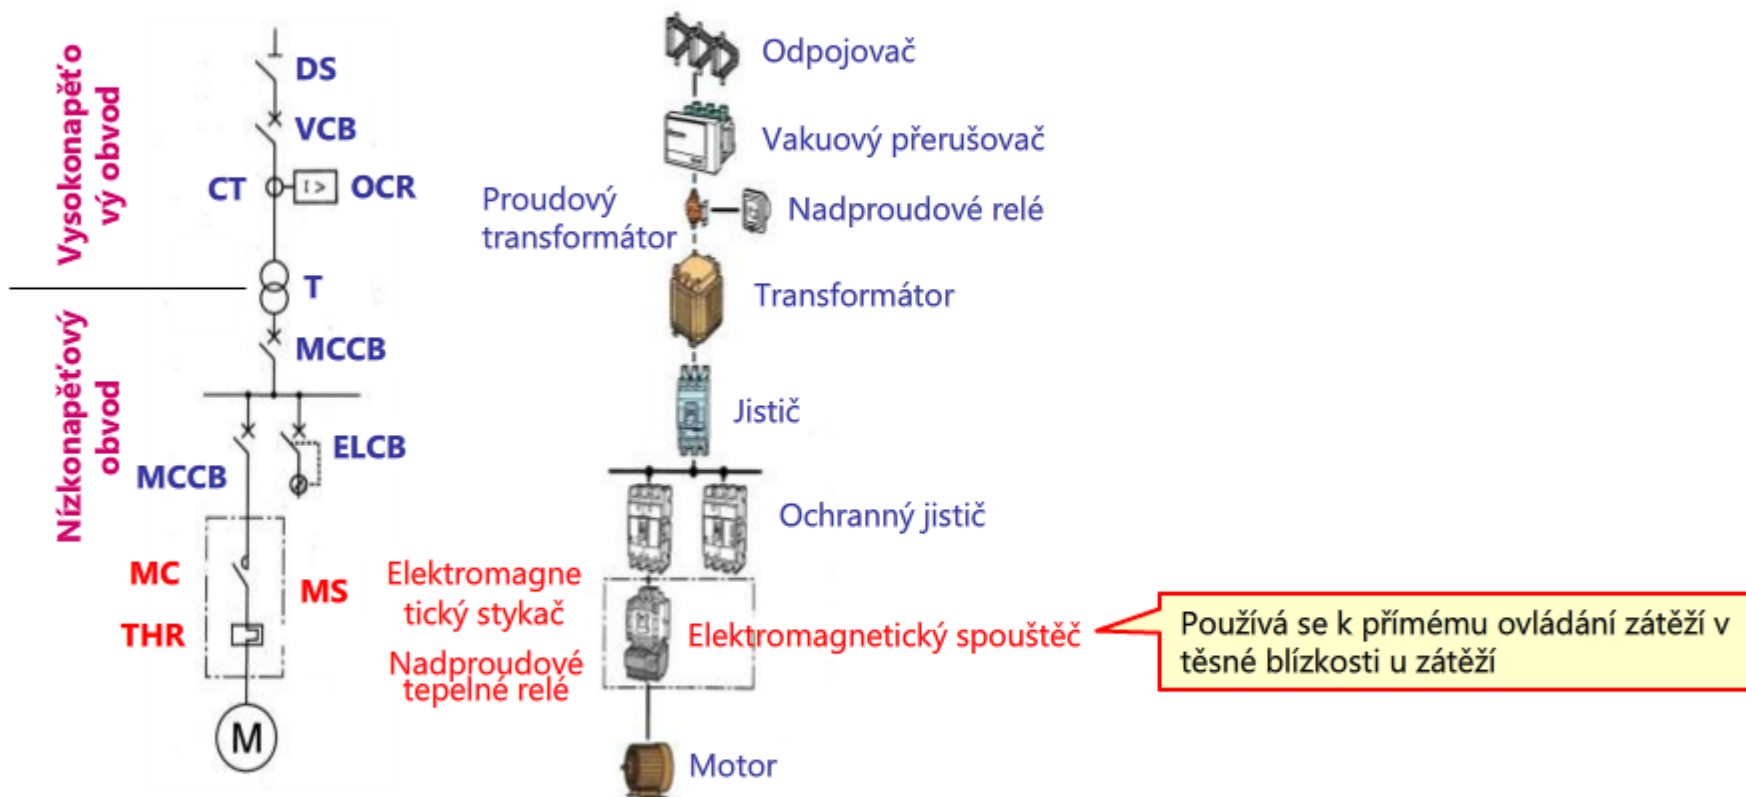 Vysokonapěťo
vý obvod
Nízkonapěťový
obvod
DS
VCB
CT
I >
OCR
T
MCCB
MCCB
ELCB
MC
MS
THR
M
Odpojovač
Vakuový přerušovač
Proudový
transformátor
Nadproudové relé
Transformátor
Jistič
Ochranný jistič
Elektromagne
tický stykač
Elektromagnetický spouštěč
Nadproudové
tepelné relé
Motor
Používá se k přímému ovládání zátěží v
těsné blízkosti u zátěží